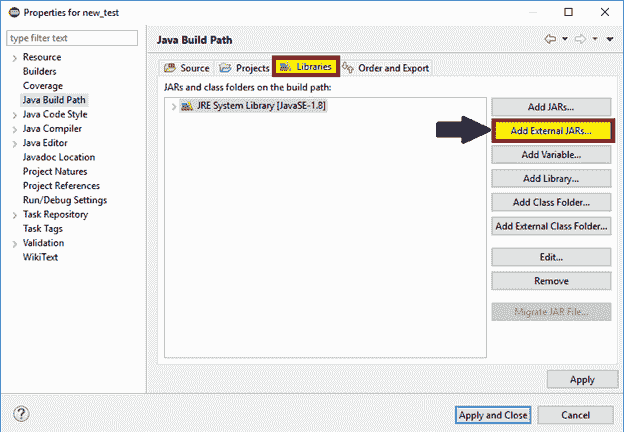 Properties for new_test
type filter text
Java Build Path
Resource
Builders
Coverage
Java Build Path
Java Code Style
Java Compiler
Java Editor
Javadoc Location
Project Natures
Project References
Run/Debug Settings
Task Repository
Task Tags
Validation
WikiText
Source
Projects
Libraries
Order and Export
JARs and class folders on the build path:
JRE System Library [JavaSE-1.8]
Add JARs...
Add External JARs...
Add Variable...
Add Library...
Add Class Folder...
Add External Class Folder...
Edit...
Remove
Migrate JAR File...
Apply
?
Apply and Close
Cancel